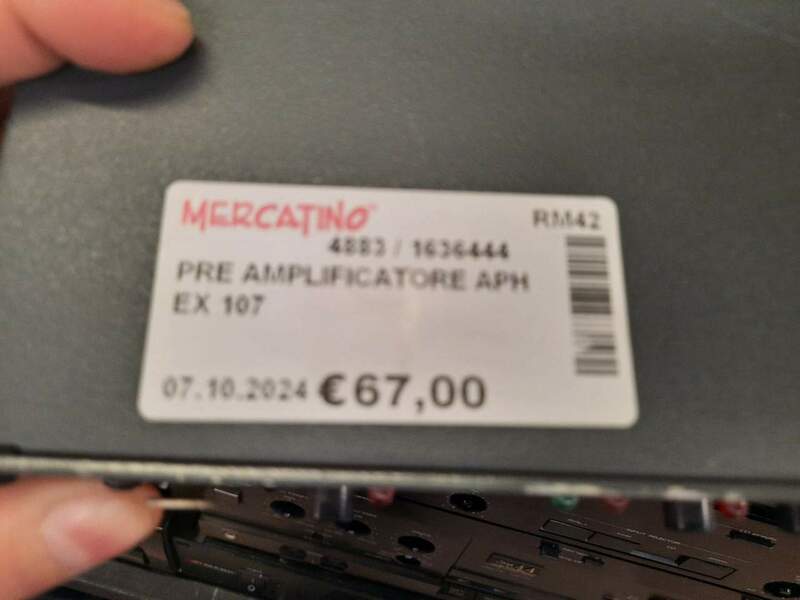 MERCATINO
RM42
4883 / 1636444
PRE AMPLIFICATORE APH
EX 107
07.10.2024 €67,00